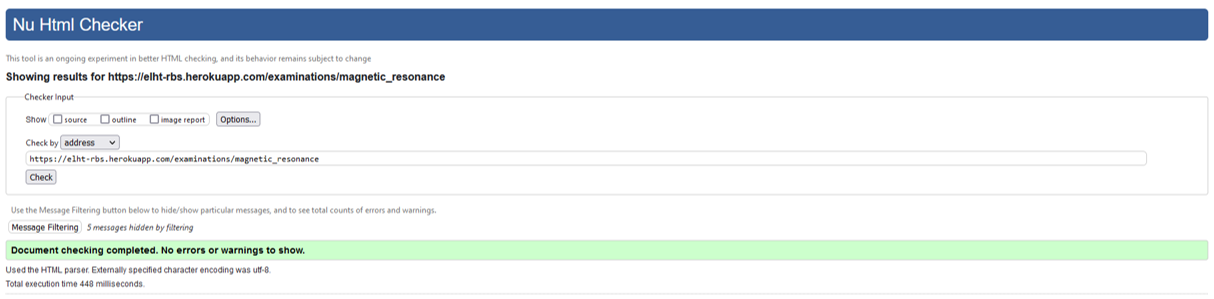 Nu Html Checker
This tool is an ongoing experiment in better HTML checking, and its behavior remains subject to change
Showing results for https://elht-rbs.herokuapp.com/examinations/magnetic_resonance
Checker Input
Show source outline image report Options...
Check by address
https://elht-rbs.herokuapp.com/examinations/magnetic_resonance
Check
Use the Message Filtering button below to hide/show particular messages, and to see total counts of errors and warnings.
Message Filtering 5 messages hidden by filtering
Document checking completed. No errors or warnings to show.
Used the HTML parser. Externally specified character encoding was utf-8.
Total execution time 448 milliseconds.